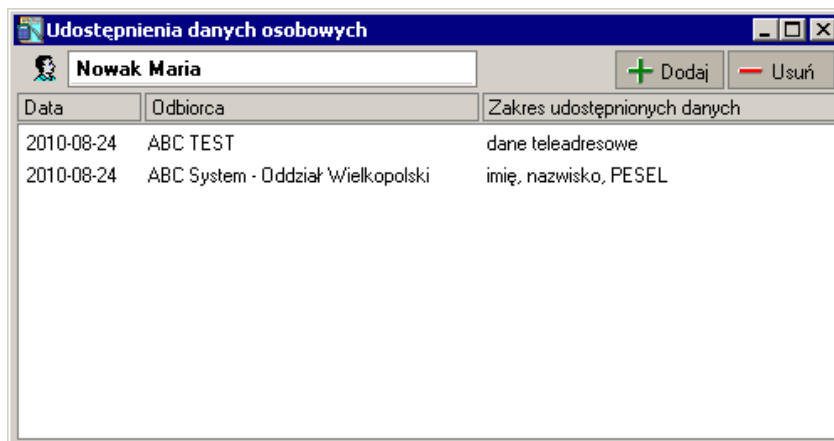 Udostępnienia danych osobowych
Nowak Maria Dodaj Usuń
Data Odbiorca Zakres udostępnionych danych
2010-08-24 ABC TEST dane teleadresowe
2010-08-24 ABC System - Oddział Wielkopolski imię, nazwisko, PESEL